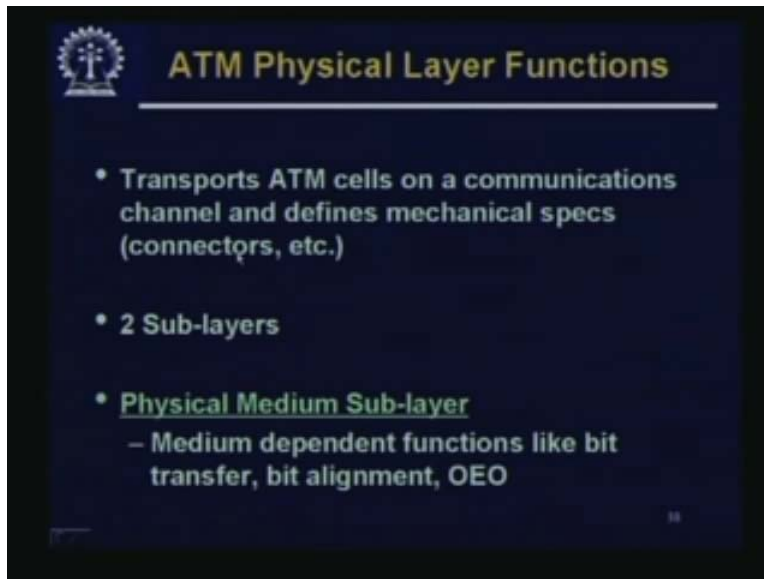 ATM Physical Layer Functions
• Transports ATM cells on a communications
channel and defines mechanical specs
(connectors, etc.)
• 2 Sub-layers
• Physical Medium Sub-layer
– Medium dependent functions like bit
transfer, bit alignment, OEO